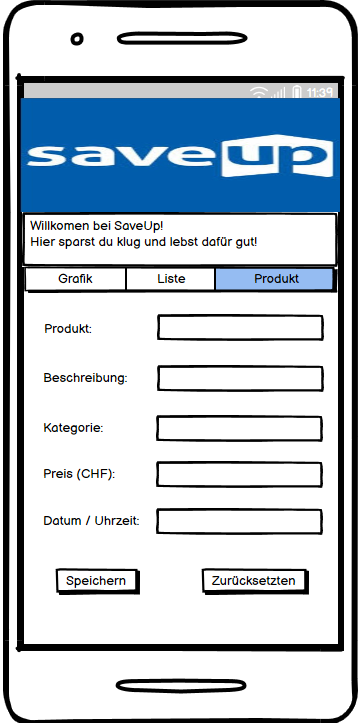 11:39
saveup
Willkomen bei SaveUp!
Hier sparst du klug und lebst dafür gut!
Grafik Liste Produkt
Produkt:
Beschreibung:
Kategorie:
Preis (CHF):
Datum / Uhrzeit:
Speichern Zurücksetzten